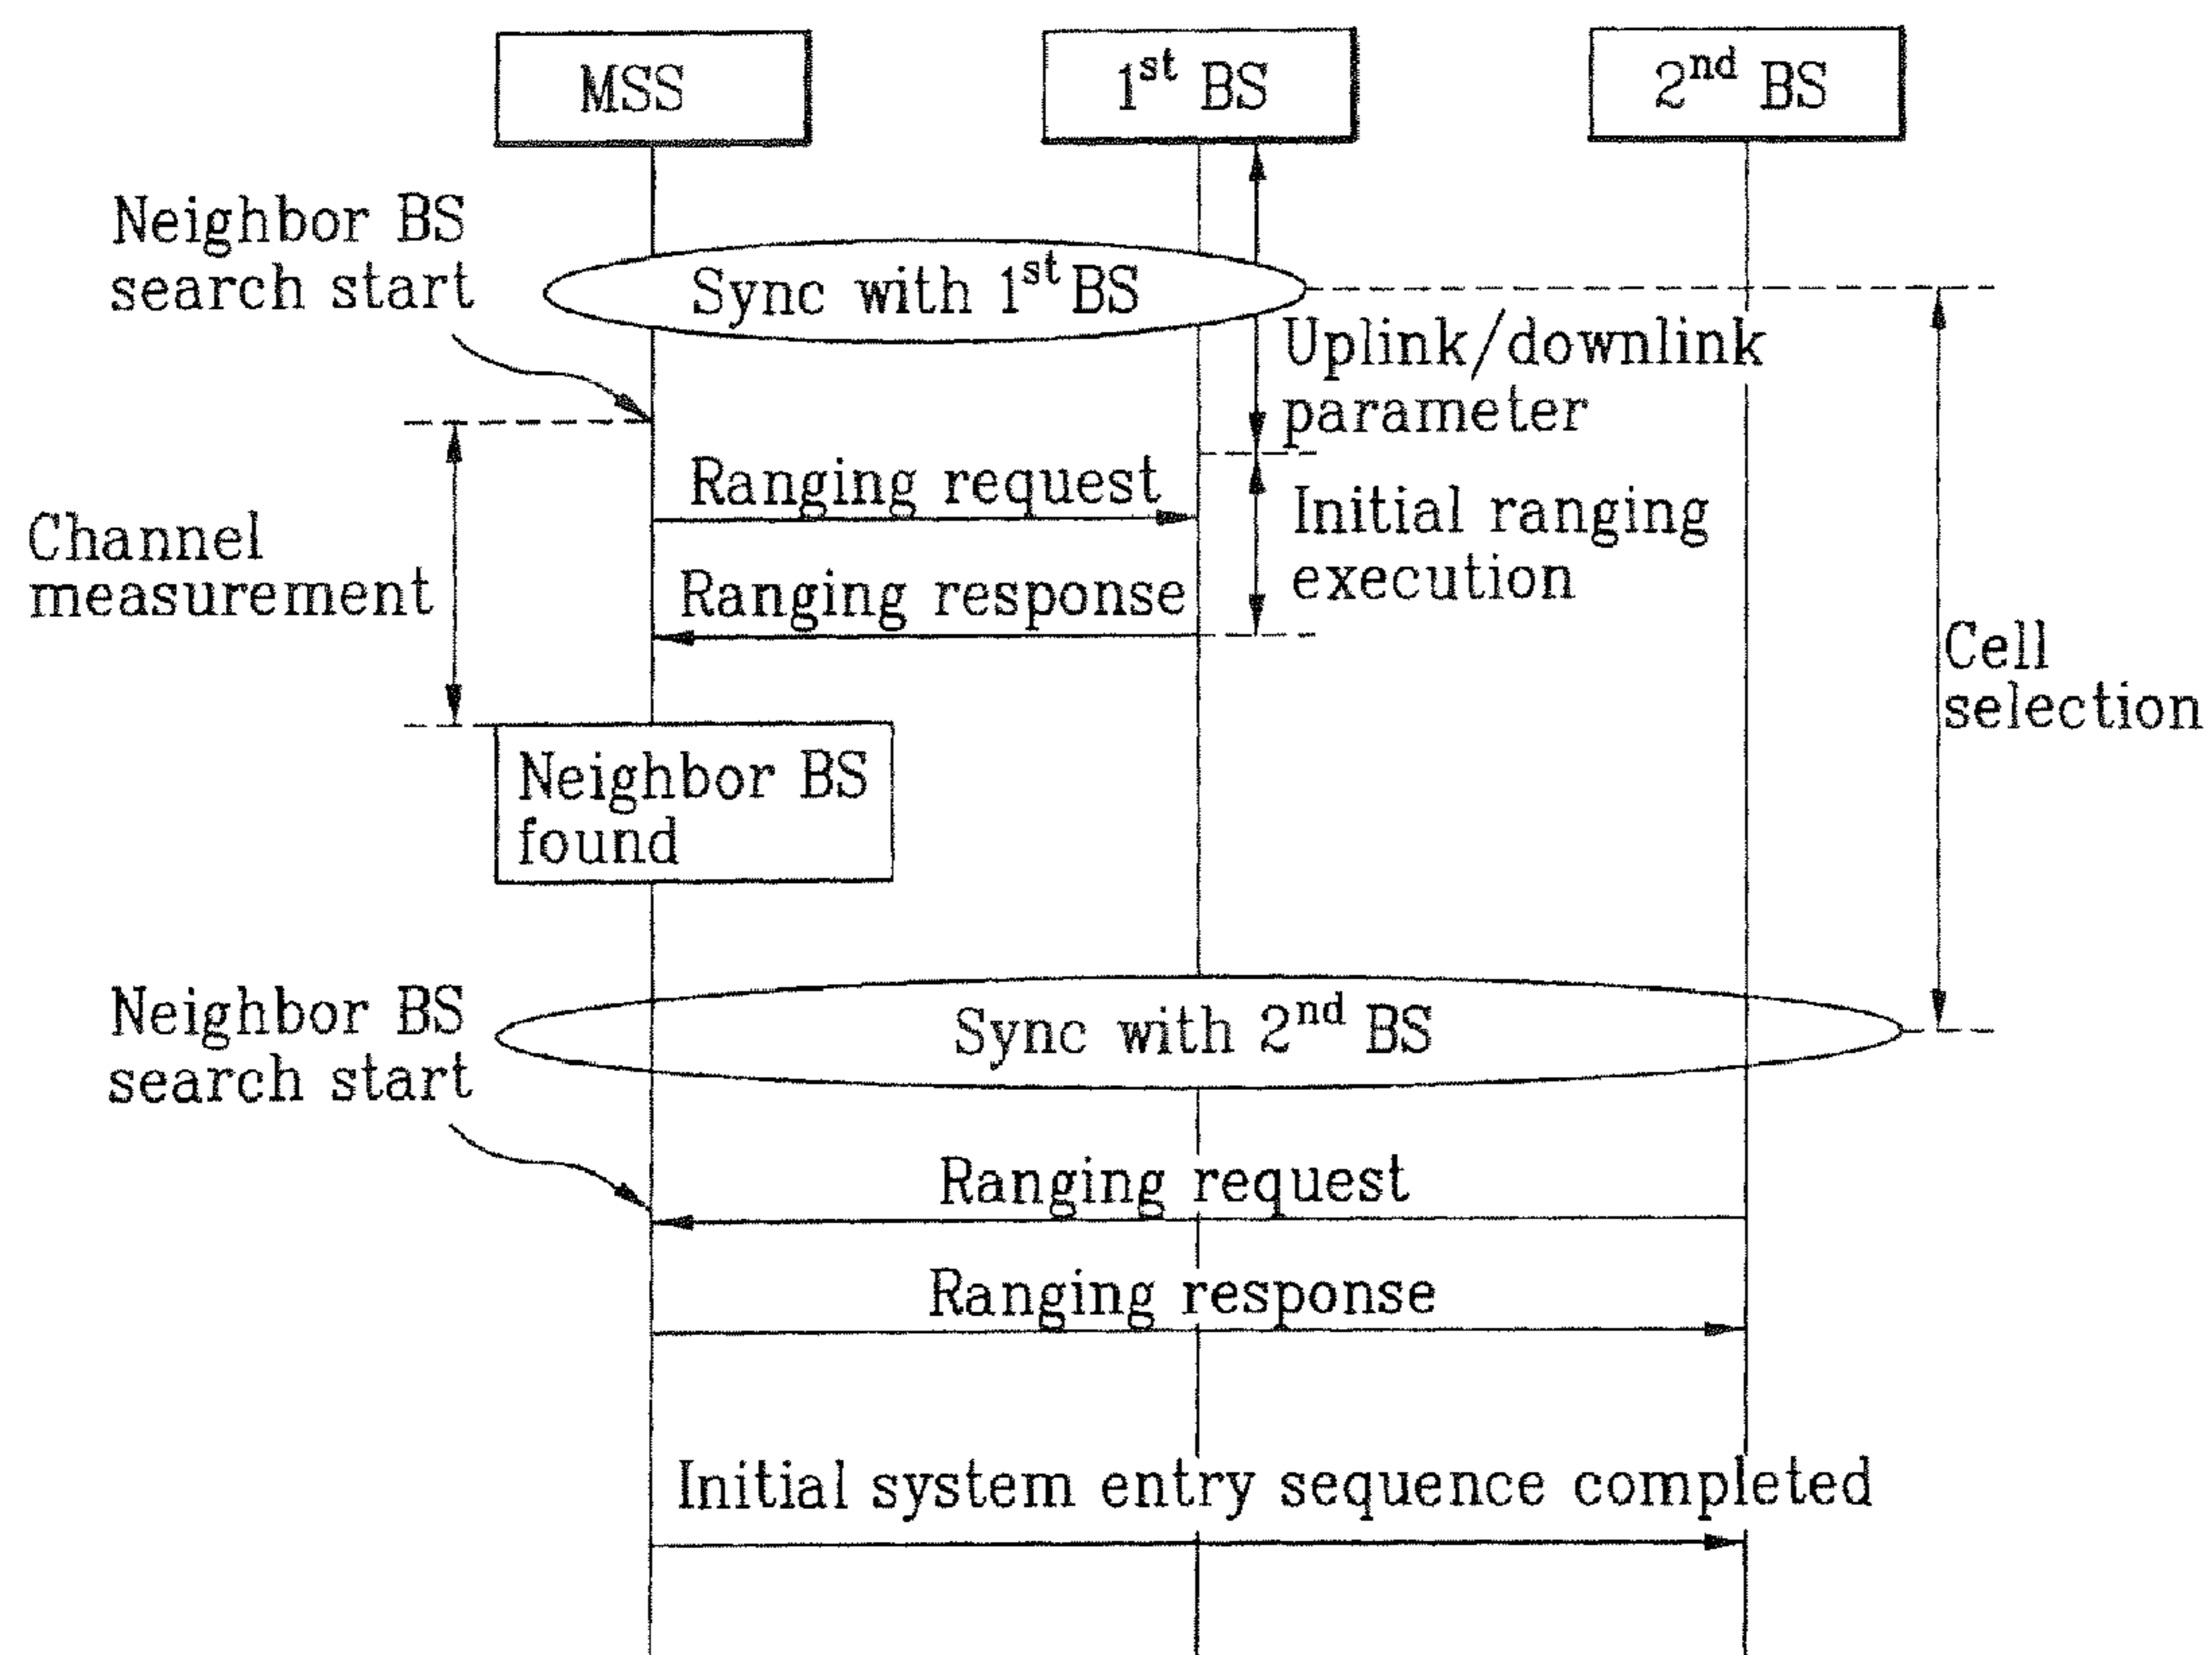 MSS
1st BS
2nd BS
Neighbor BS
search start
Sync with 1st BS
Uplink/downlink
parameter
Ranging request
Initial ranging
execution
Channel
measurement
Ranging response
Cell
selection
Neighbor BS
found
Neighbor BS
search start
Sync with 2nd BS
Ranging request
Ranging response
Initial system entry sequence completed